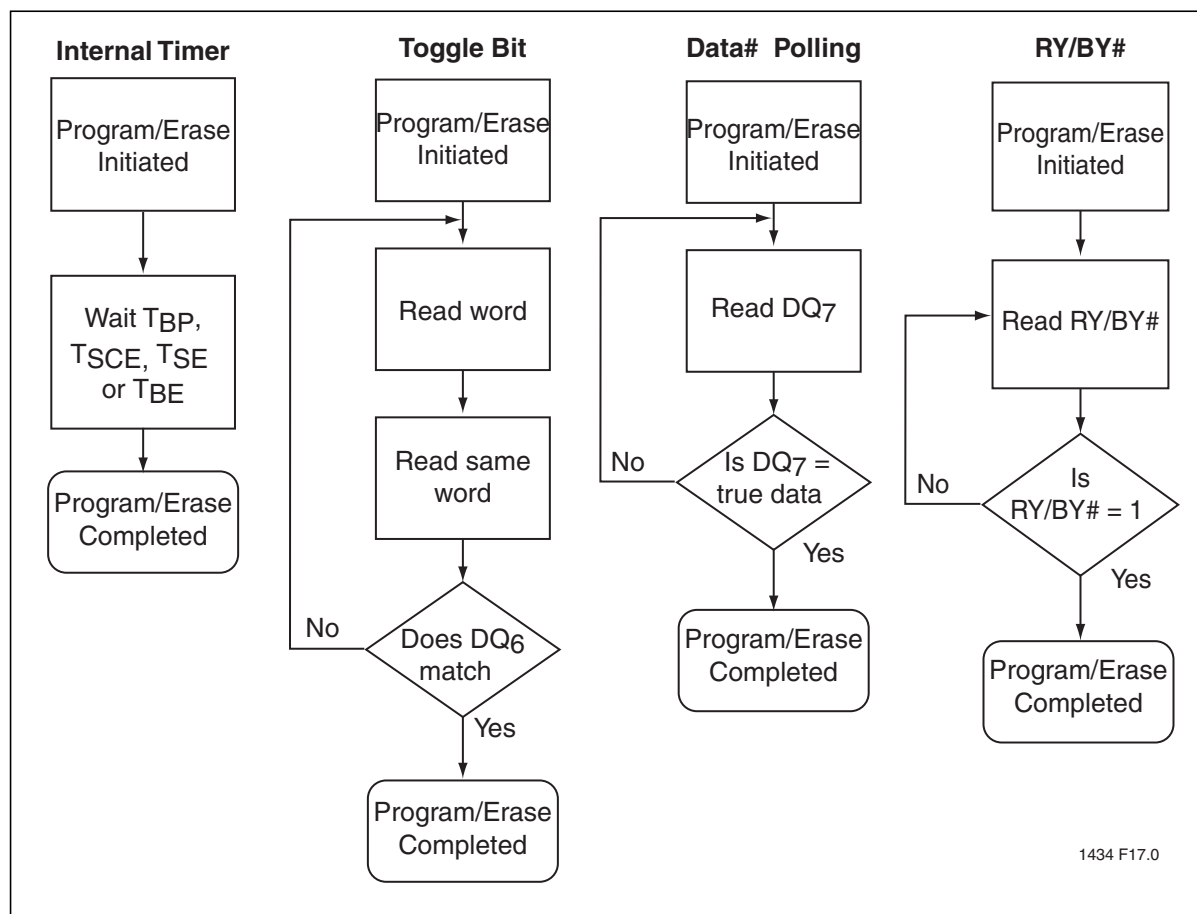 Internal Timer
Program/Erase
Initiated
Wait TBP,
TSCE, TSE
or TBE
Program/Erase
Completed
Toggle Bit
Program/Erase
Initiated
Read word
Read same
word
No
Does DQ6
match
Yes
Program/Erase
Completed
Data# Polling
Program/Erase
Initiated
Read DQ7
No
Is DQ7 =
true data
Yes
Program/Erase
Completed
RY/BY#
Program/Erase
Initiated
Read RY/BY#
No
Is
RY/BY# = 1
Yes
Program/Erase
Completed
1434 F17.0